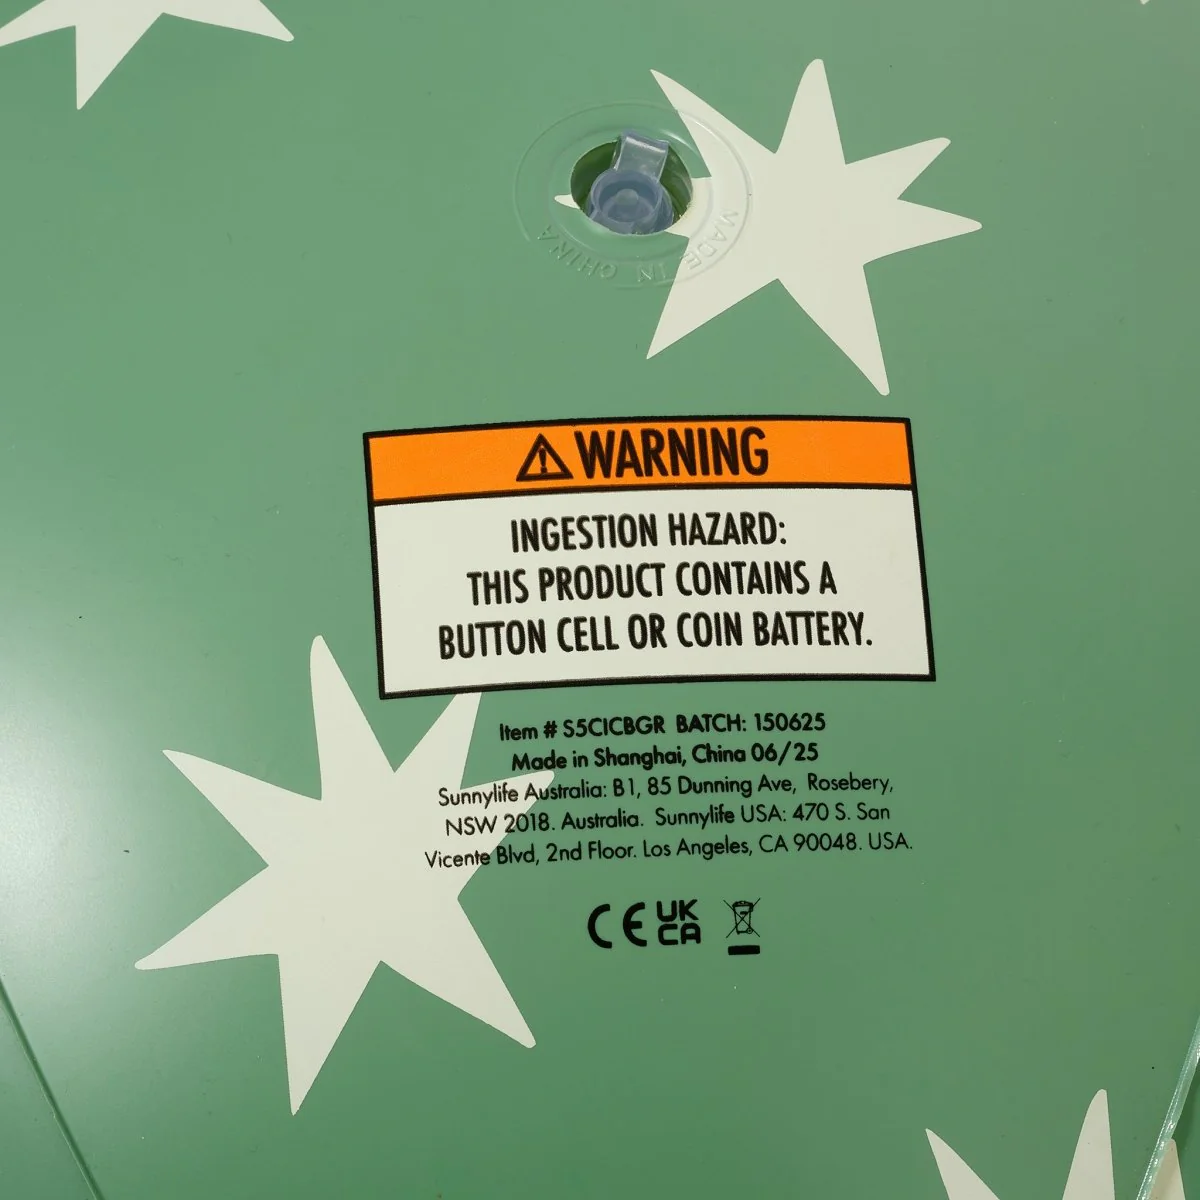 MADE IN CHINA
WARNING
INGESTION HAZARD:
THIS PRODUCT CONTAINS A
BUTTON CELL OR COIN BATTERY.
Item # S5CICBGR BATCH: 150625
Made in Shanghai, China 06/25
Sunnylife Australia: B1, 85 Dunning Ave, Rosebery,
NSW 2018. Australia. Sunnylife USA: 470 S. San
Vicente Blvd, 2nd Floor. Los Angeles, CA 90048. USA.
CE UK
CA